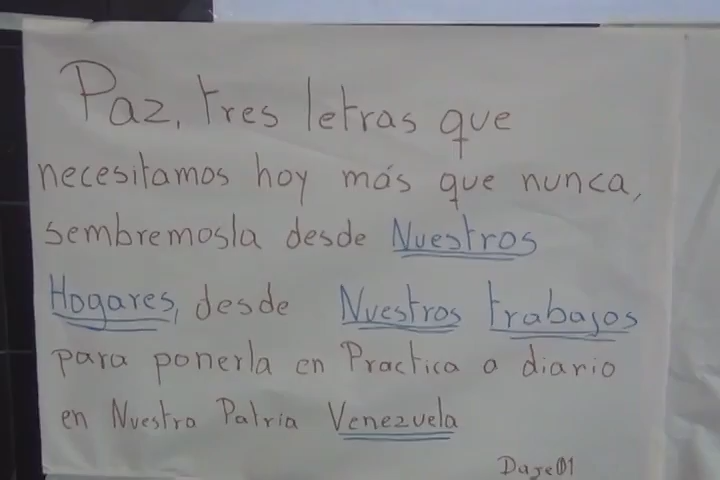 Paz, tres letras que
necesitamos hoy más que nunca,
sembremosla desde Nuestros
Hogares, desde Nuestros trabajos
para ponerla en Practica a diario
en Nuestra Patria Venezuela
Daye01